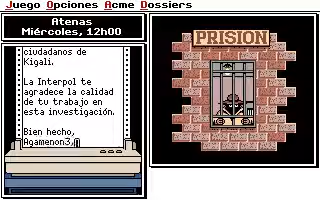 Juego Opciones Acme Dossiers
Atenas
Miércoles, 12h00
ciudadanos de
Kigali.
La Interpol te
agradece la calidad
de tu trabajo en
esta investigación.
Bien hecho,
Agamenon3,
PRISION